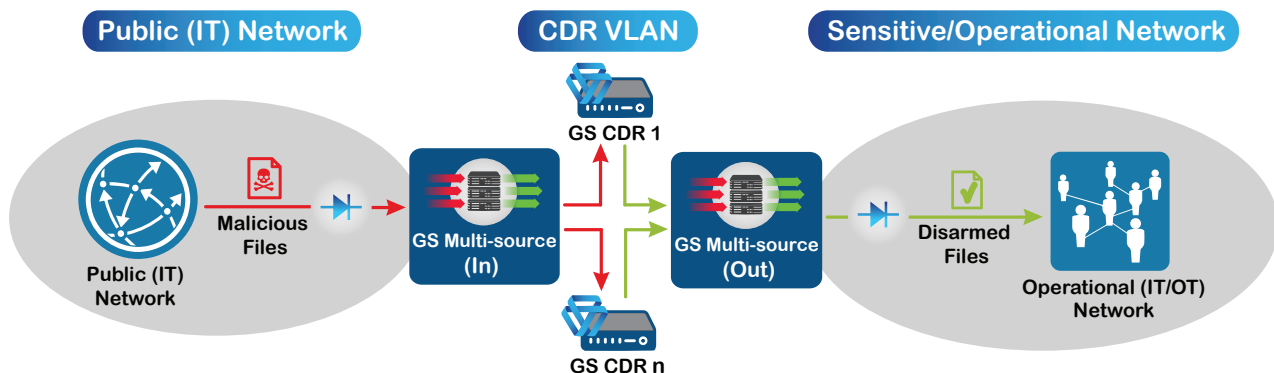 Public (IT) Network
CDR VLAN
Sensitive/Operational Network
GS CDR 1
Malicious
Files
Public (IT)
Network
GS Multi-source
(In)
GS Multi-source
(Out)
Disarmed
Files
Operational (IT/OT)
Network
GS CDR n